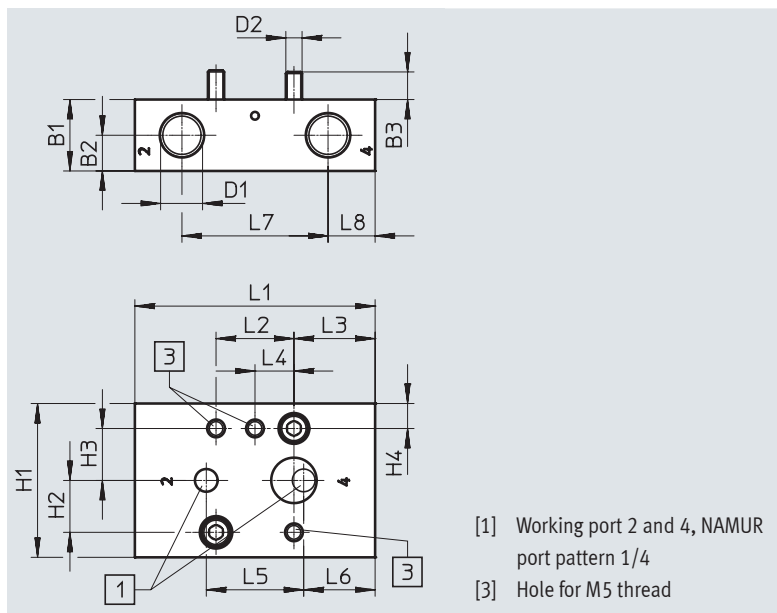 D2
B1
B2
B3
2
4
D1
L7
L8
L1
L2
L3
3
L4
H1
H3
H2
H4
2
4
1
L5
L6
3
[1] Working port 2 and 4, NAMUR
port pattern 1/4
[3] Hole for M5 thread